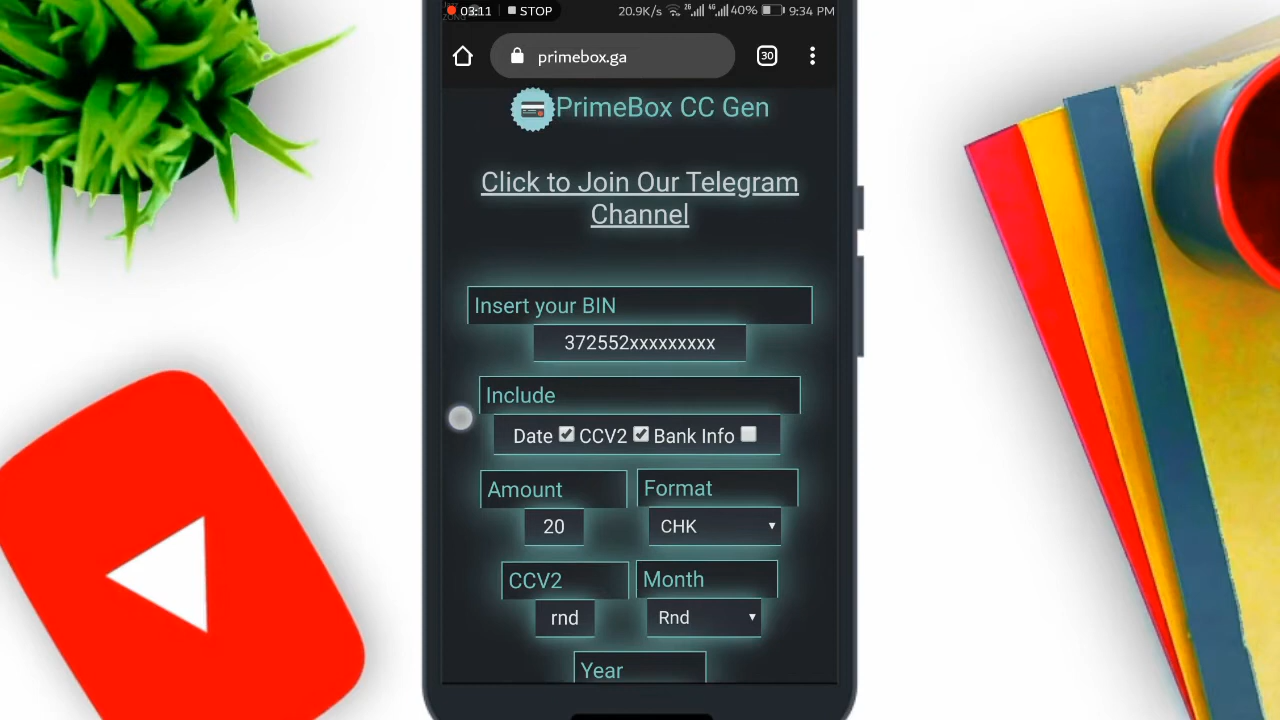 03:11 STOP 20.9K/s 40% 9:34 PM
primebox.ga 30
PrimeBox CC Gen
Click to Join Our Telegram
Channel
Insert your BIN
372552xxxxxxxxx
Include
Date CCV2 Bank Info
Amount Format
20 CHK
CCV2 Month
rnd Rnd
Year